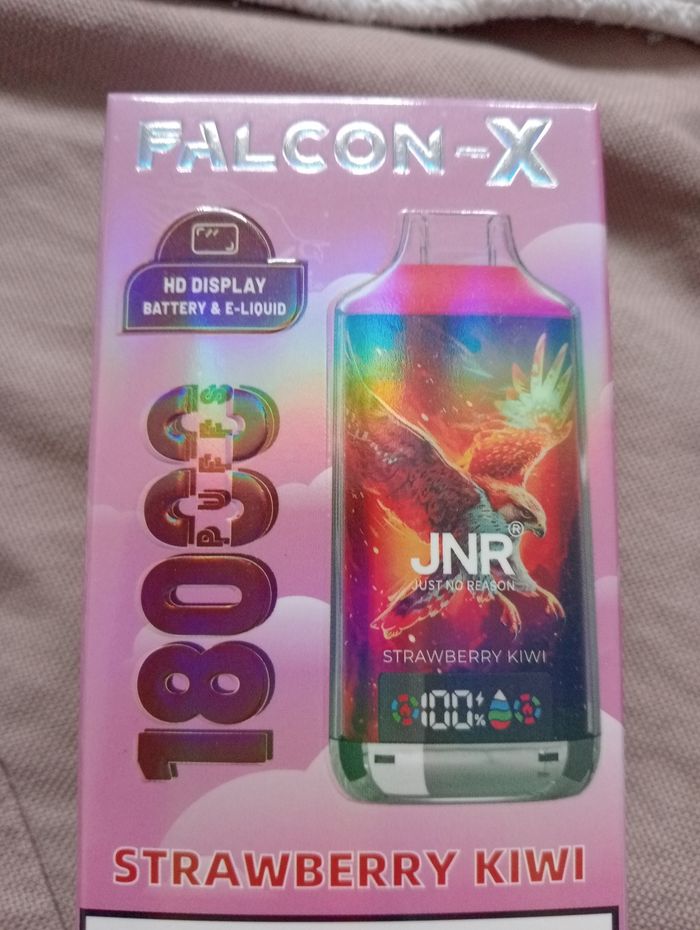 FALCON-X
HD DISPLAY
BATTERY & E-LIQUID
18000
PUFFS
JNR®
JUST NO REASON
STRAWBERRY KIWI
100%
STRAWBERRY KIWI